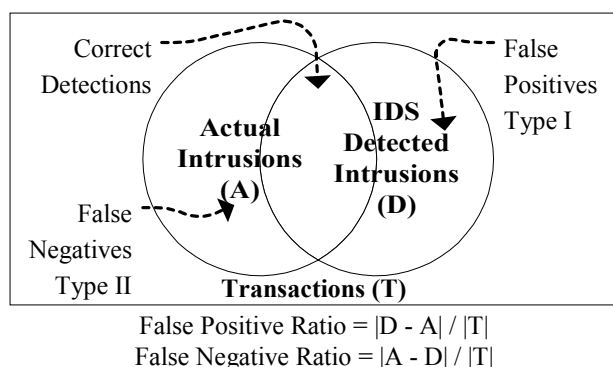 Correct
Detections
False
Positives
Type I
IDS
Detected
Intrusions
(D)
Actual
Intrusions
(A)
False
Negatives
Type II
Transactions (T)
False Positive Ratio = |D - A| / |T|
False Negative Ratio = |A - D| / |T|